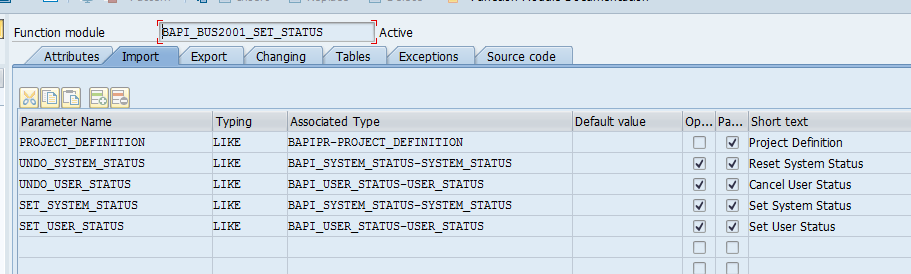 Function Module Documentation
Function module BAPI_BUS2001_SET_STATUS Active
Attributes Import Export Changing Tables Exceptions Source code
Parameter Name Typing Associated Type Default value Op... Pa... Short text
PROJECT_DEFINITION LIKE BAPIPR-PROJECT_DEFINITION Project Definition
UNDO_SYSTEM_STATUS LIKE BAPI_SYSTEM_STATUS-SYSTEM_STATUS Reset System Status
UNDO_USER_STATUS LIKE BAPI_USER_STATUS-USER_STATUS Cancel User Status
SET_SYSTEM_STATUS LIKE BAPI_SYSTEM_STATUS-SYSTEM_STATUS Set System Status
SET_USER_STATUS LIKE BAPI_USER_STATUS-USER_STATUS Set User Status